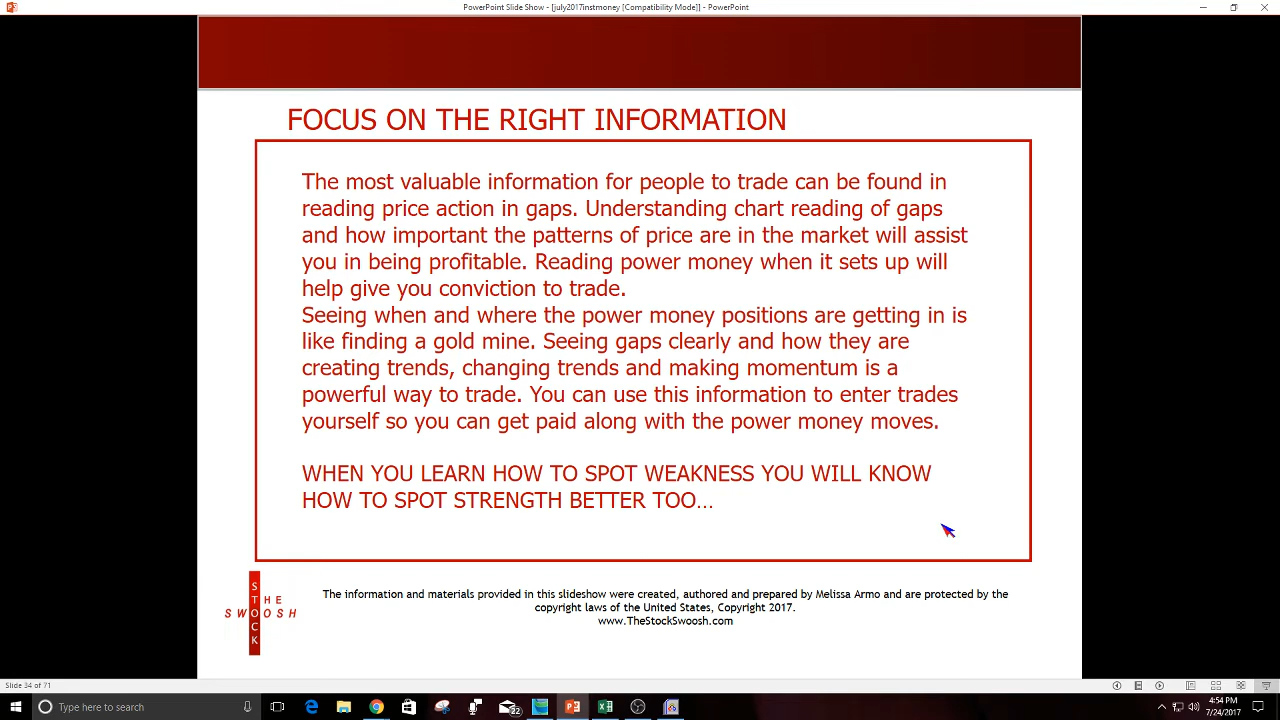 PowerPoint Slide Show - [july2017instmoney [Compatibility Mode]] - PowerPoint
FOCUS ON THE RIGHT INFORMATION
The most valuable information for people to trade can be found in
reading price action in gaps. Understanding chart reading of gaps
and how important the patterns of price are in the market will assist
you in being profitable. Reading power money when it sets up will
help give you conviction to trade.
Seeing when and where the power money positions are getting in is
like finding a gold mine. Seeing gaps clearly and how they are
creating trends, changing trends and making momentum is a
powerful way to trade. You can use this information to enter trades
yourself so you can get paid along with the power money moves.
WHEN YOU LEARN HOW TO SPOT WEAKNESS YOU WILL KNOW
HOW TO SPOT STRENGTH BETTER TOO...
THE
STOCK
SWOOSH
The information and materials provided in this slideshow were created, authored and prepared by Melissa Armo and are protected by the
copyright laws of the United States, Copyright 2017.
www.TheStockSwoosh.com
Slide 34 of 71
Type here to search
22
4:54 PM
7/24/2017